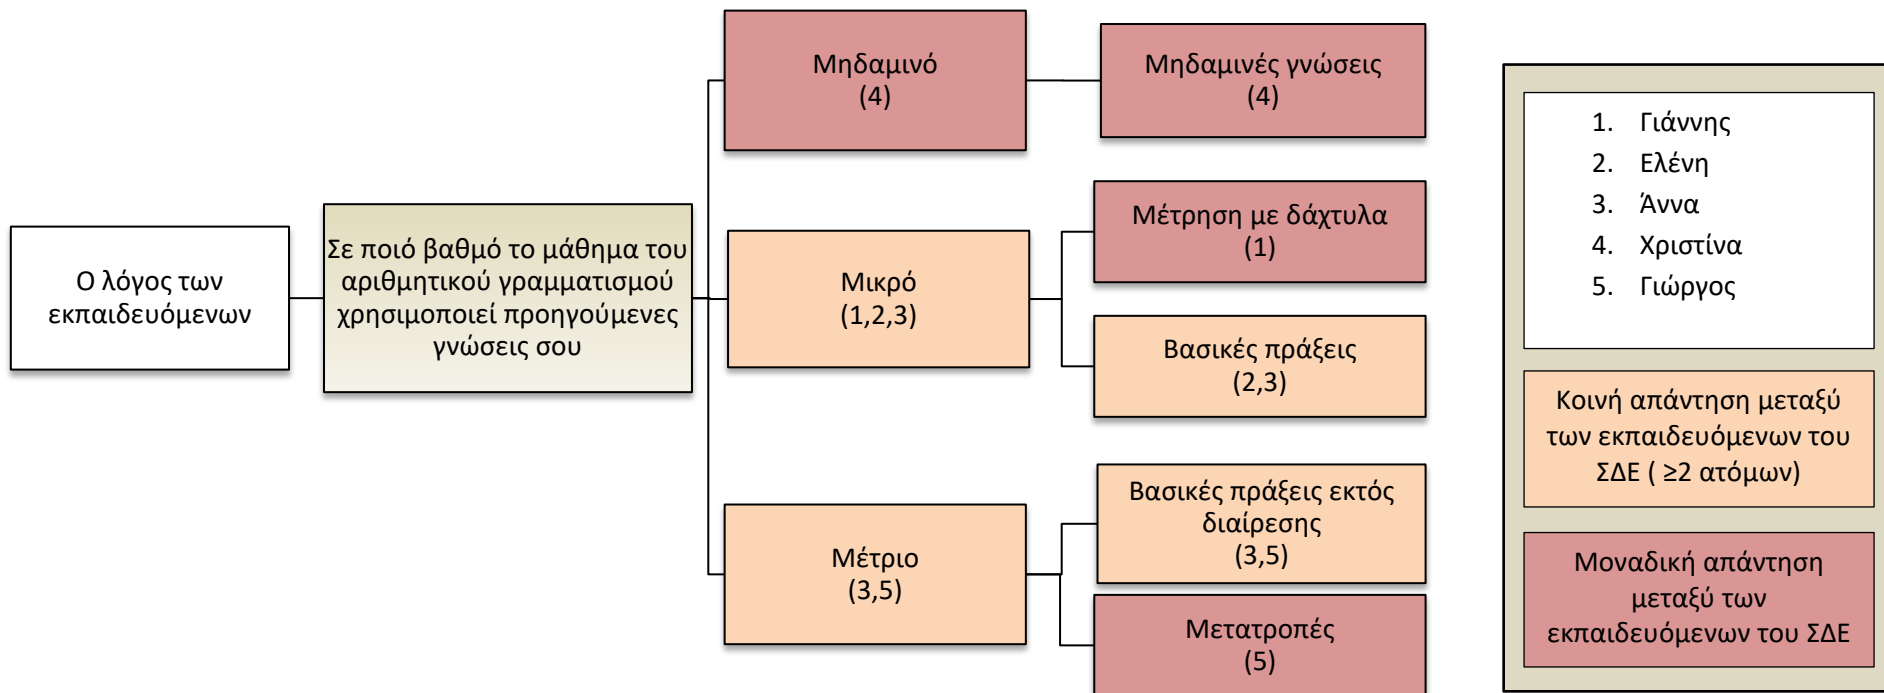 Ο λόγος των
εκπαιδευόμενων
Σε ποιό βαθμό το μάθημα του
αριθμητικού γραμματισμού
χρησιμοποιεί προηγούμενες
γνώσεις σου
Μηδαμινό
(4)
Μηδαμινές γνώσεις
(4)
Μικρό
(1,2,3)
Μέτρηση με δάχτυλα
(1)
Βασικές πράξεις
(2,3)
Μέτριο
(3,5)
Βασικές πράξεις εκτός
διαίρεσης
(3,5)
Μετατροπές
(5)
1. Γιάννης
2. Ελένη
3. Άννα
4. Χριστίνα
5. Γιώργος
Κοινή απάντηση μεταξύ
των εκπαιδευόμενων του
ΣΔΕ ( ≥2 ατόμων)
Μοναδική απάντηση
μεταξύ των
εκπαιδευόμενων του ΣΔΕ